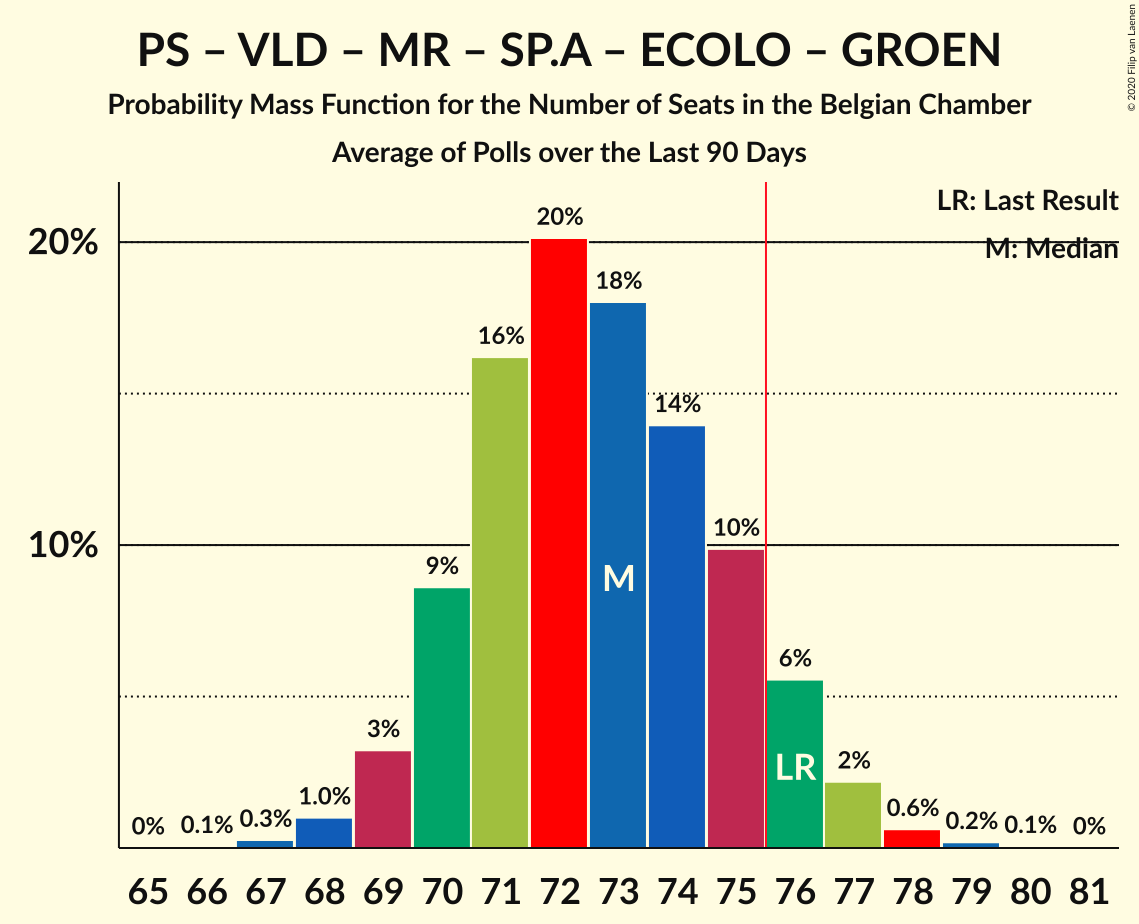 PS – VLD – MR – SP.A – ECOLO – GROEN
Probability Mass Function for the Number of Seats in the Belgian Chamber
Average of Polls over the Last 90 Days
© 2020 Filip van Laenen
LR: Last Result
M: Median
20%
10%
0%
0.1%
0.3%
1.0%
3%
9%
16%
20%
18%
14%
10%
6%
2%
0.6%
0.2%
0.1%
0%
M
LR
65 66 67 68 69 70 71 72 73 74 75 76 77 78 79 80 81